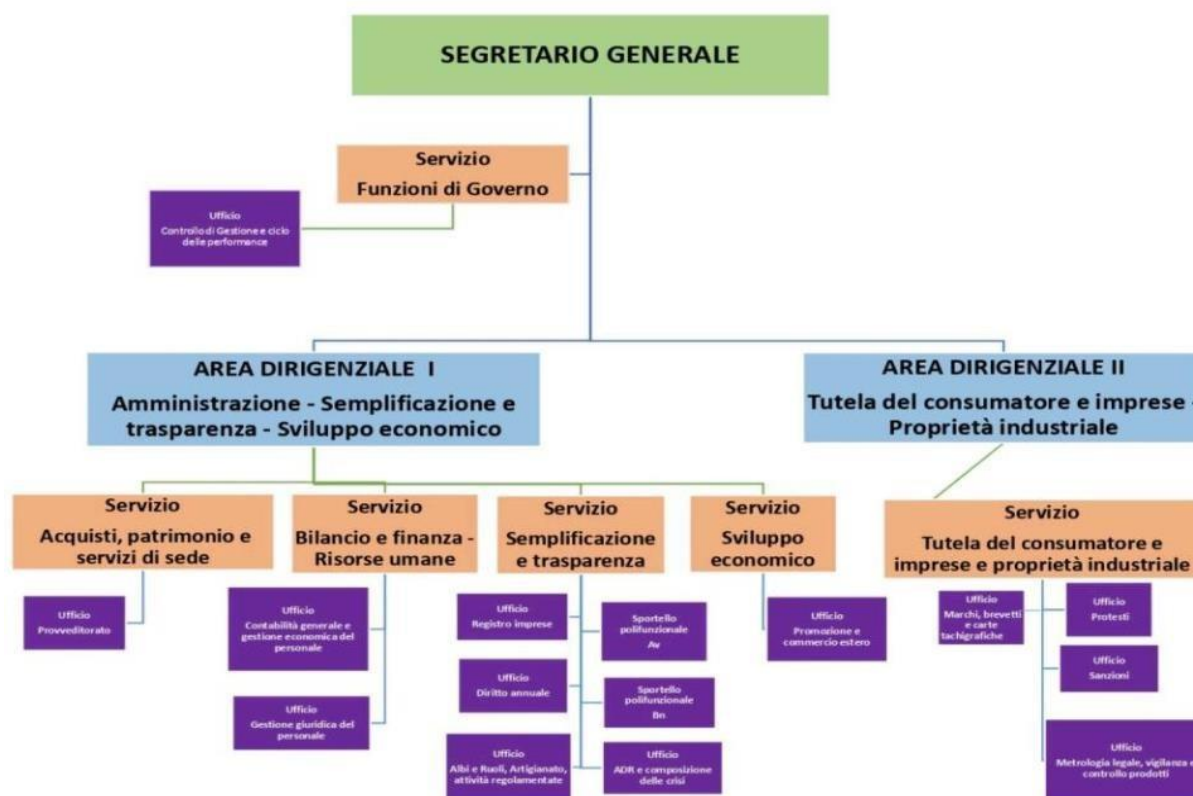 SEGRETARIO GENERALE
Servizio
Funzioni di Governo
Ufficio
Controllo di Gestione e ciclo
delle performance
AREA DIRIGENZIALE I
Amministrazione - Semplificazione e
trasparenza - Sviluppo economico
AREA DIRIGENZIALE II
Tutela del consumatore e imprese -
Proprietà industriale
Servizio
Acquisti, patrimonio e
servizi di sede
Ufficio
Provveditorato
Servizio
Bilancio e finanza -
Risorse umane
Ufficio
Contabilità generale e
gestione economica del
personale
Ufficio
Gestione giuridica del
personale
Servizio
Semplificazione
e trasparenza
Ufficio
Registro imprese
Sportello
polifunzionale
Av
Ufficio
Diritto annuale
Sportello
polifunzionale
Bn
Ufficio
Albi e Ruoli, Artigianato,
attività regolamentate
Ufficio
ADR e composizione
delle crisi
Servizio
Sviluppo
economico
Ufficio
Promozione e
commercio estero
Servizio
Tutela del consumatore e
imprese e proprietà industriale
Ufficio
Marchi, brevetti
e carte
tachigrafiche
Ufficio
Protesti
Ufficio
Sanzioni
Ufficio
Metrologia legale, vigilanza e
controllo prodotti